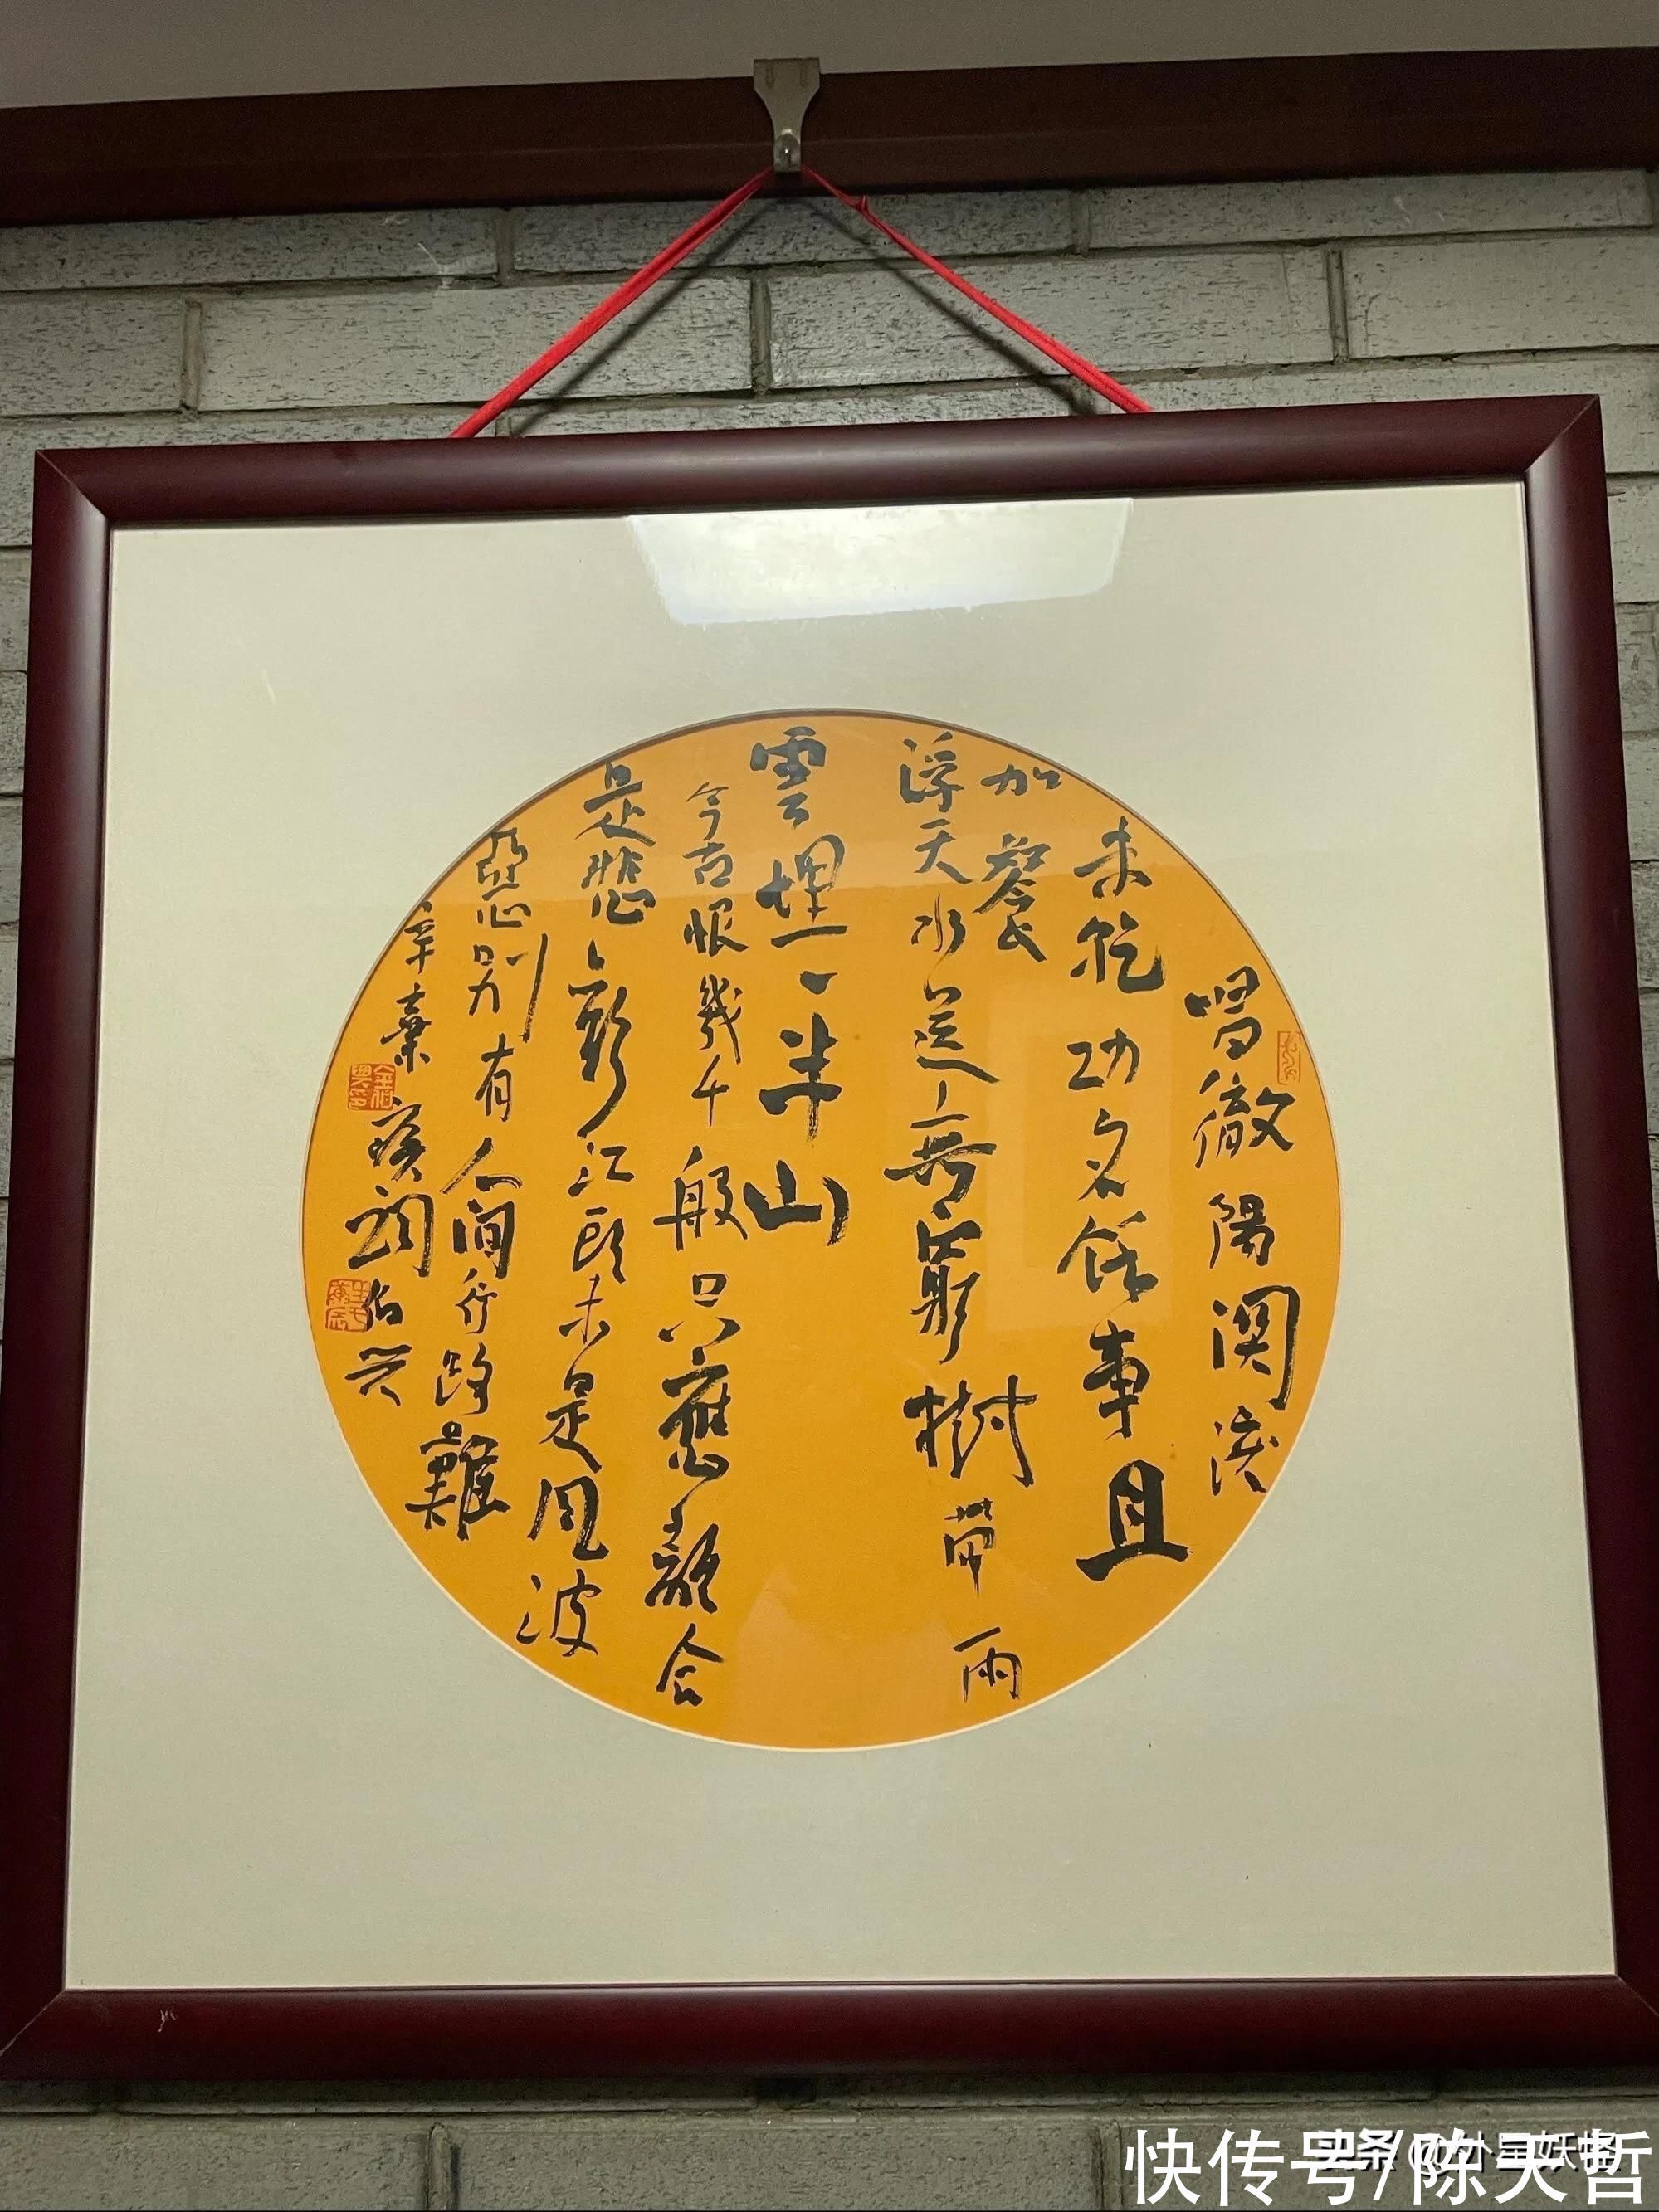 唱徹陽關淚
未乾功名餘事且
加餐
浮天水送無窮樹帶雨
雲埋一半山
今古恨幾千般只應離合
是悲歡江頭未是風波
惡別有人間行路難
辛棄疾詞伯兴
快传号/陈天哲